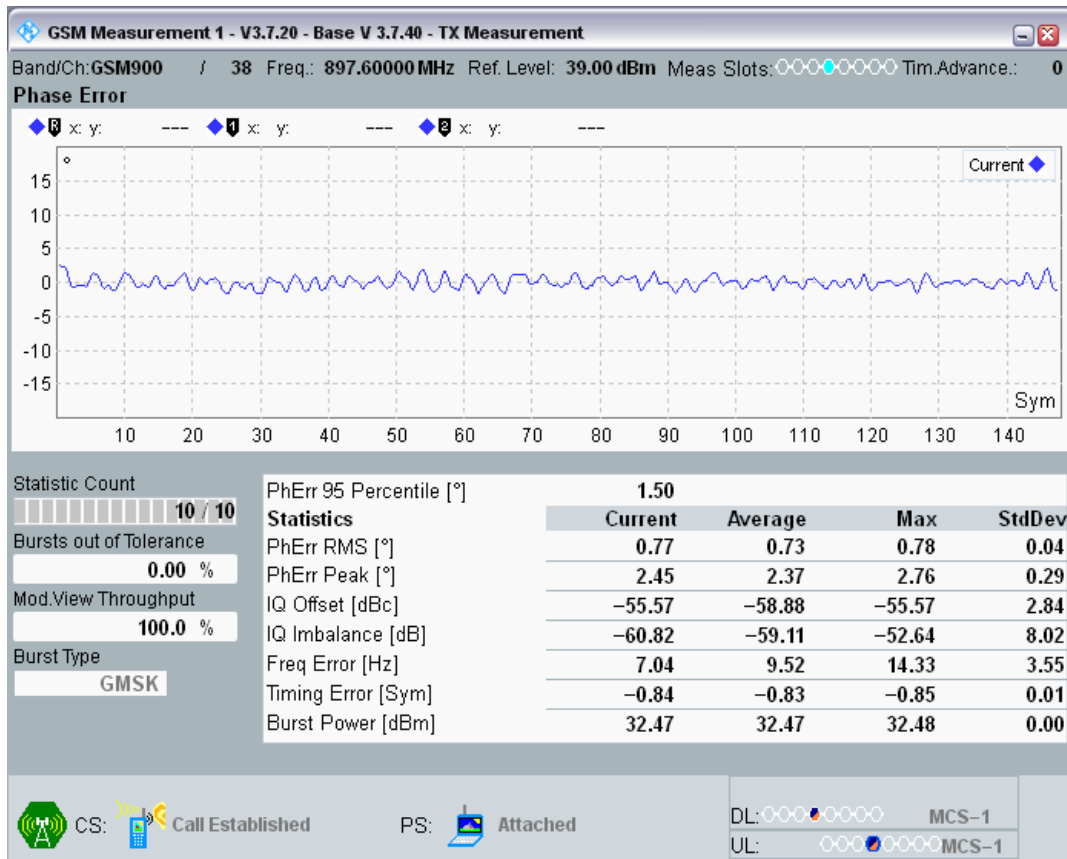 GSM Measurement 1 - V3.7.20 - Base V 3.7.40 - TX Measurement
Band/Ch:GSM900 / 38 Freq.: 897.60000 MHz Ref. Level: 39.00 dBm Meas Slots: Tim.Advance.: 0
Phase Error
R x: y: --- 1 x: y: --- 2 x: y: ---
°
Current
15
10
5
0
-5
-10
-15
Sym
10 20 30 40 50 60 70 80 90 100 110 120 130 140
Statistic Count
10 / 10
Bursts out of Tolerance
0.00 %
Mod.View Throughput
100.0 %
Burst Type
GMSK
PhErr 95 Percentile [°] 1.50
Statistics Current Average Max StdDev
PhErr RMS [°] 0.77 0.73 0.78 0.04
PhErr Peak [°] 2.45 2.37 2.76 0.29
IQ Offset [dBc] −55.57 −58.88 −55.57 2.84
IQ Imbalance [dB] −60.82 −59.11 −52.64 8.02
Freq Error [Hz] 7.04 9.52 14.33 3.55
Timing Error [Sym] −0.84 −0.83 −0.85 0.01
Burst Power [dBm] 32.47 32.47 32.48 0.00
CS: Call Established PS: Attached
DL: MCS−1
UL: MCS−1